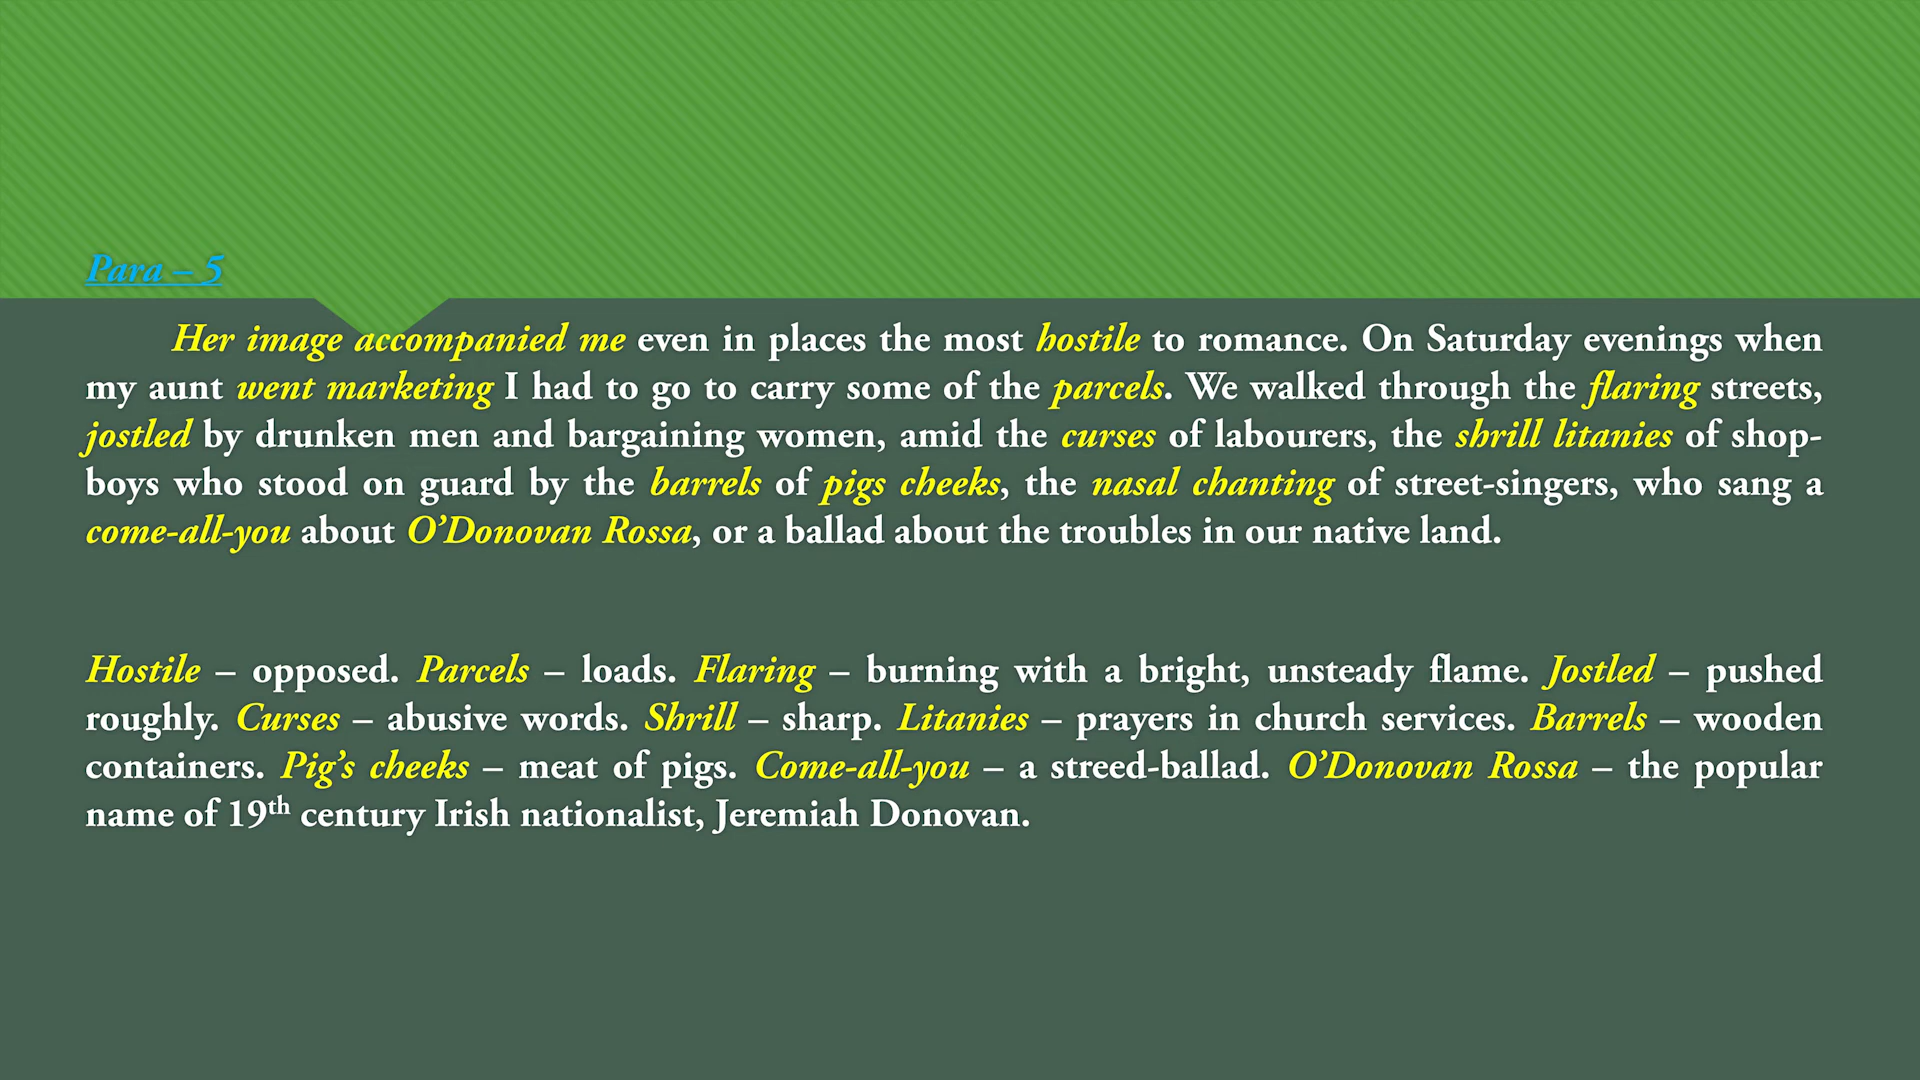 Para – 5
Her image accompanied me even in places the most hostile to romance. On Saturday evenings when
my aunt went marketing I had to go to carry some of the parcels. We walked through the flaring streets,
jostled by drunken men and bargaining women, amid the curses of labourers, the shrill litanies of shop-
boys who stood on guard by the barrels of pigs cheeks, the nasal chanting of street-singers, who sang a
come-all-you about O’Donovan Rossa, or a ballad about the troubles in our native land.
Hostile – opposed. Parcels – loads. Flaring – burning with a bright, unsteady flame. Jostled – pushed
roughly. Curses – abusive words. Shrill – sharp. Litanies – prayers in church services. Barrels – wooden
containers. Pig’s cheeks – meat of pigs. Come-all-you – a streed-ballad. O’Donovan Rossa – the popular
name of 19th century Irish nationalist, Jeremiah Donovan.